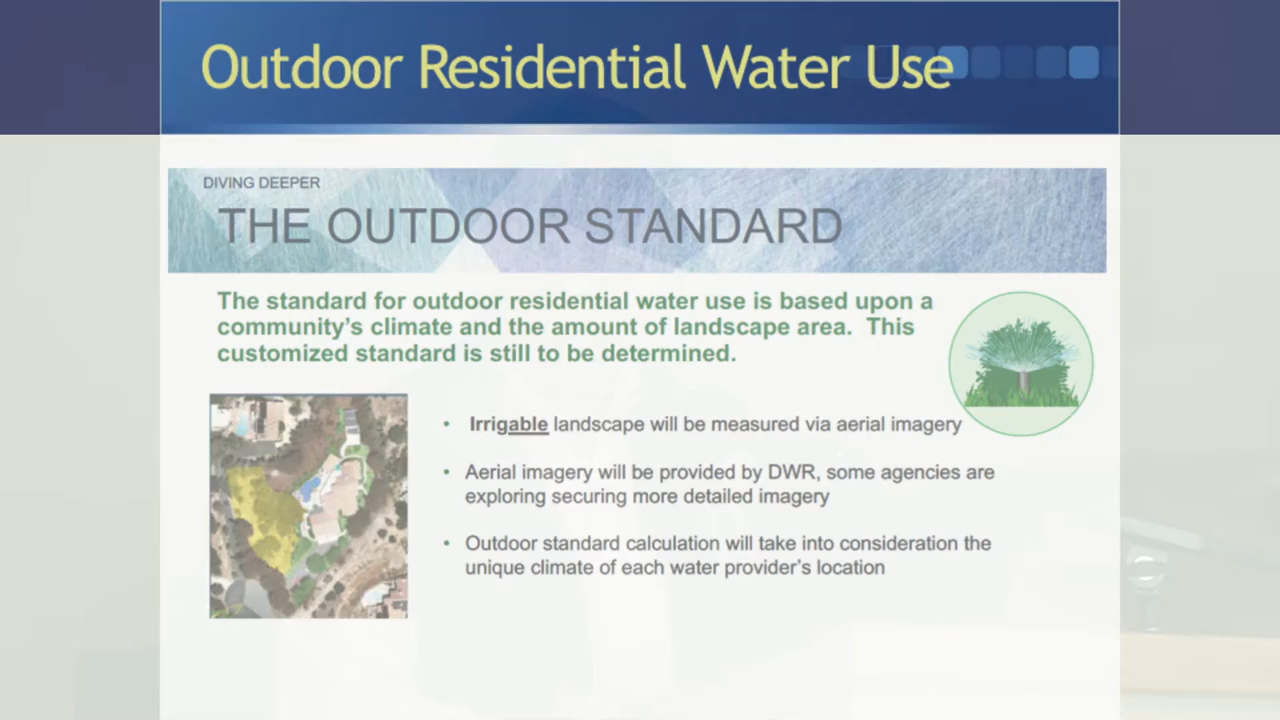 Outdoor Residential Water Use
DIVING DEEPER
THE OUTDOOR STANDARD
The standard for outdoor residential water use is based upon a
community's climate and the amount of landscape area.  This
customized standard is still to be determined.
• Irrigable landscape will be measured via aerial imagery
• Aerial imagery will be provided by DWR, some agencies are
exploring securing more detailed imagery
• Outdoor standard calculation will take into consideration the
unique climate of each water provider's location